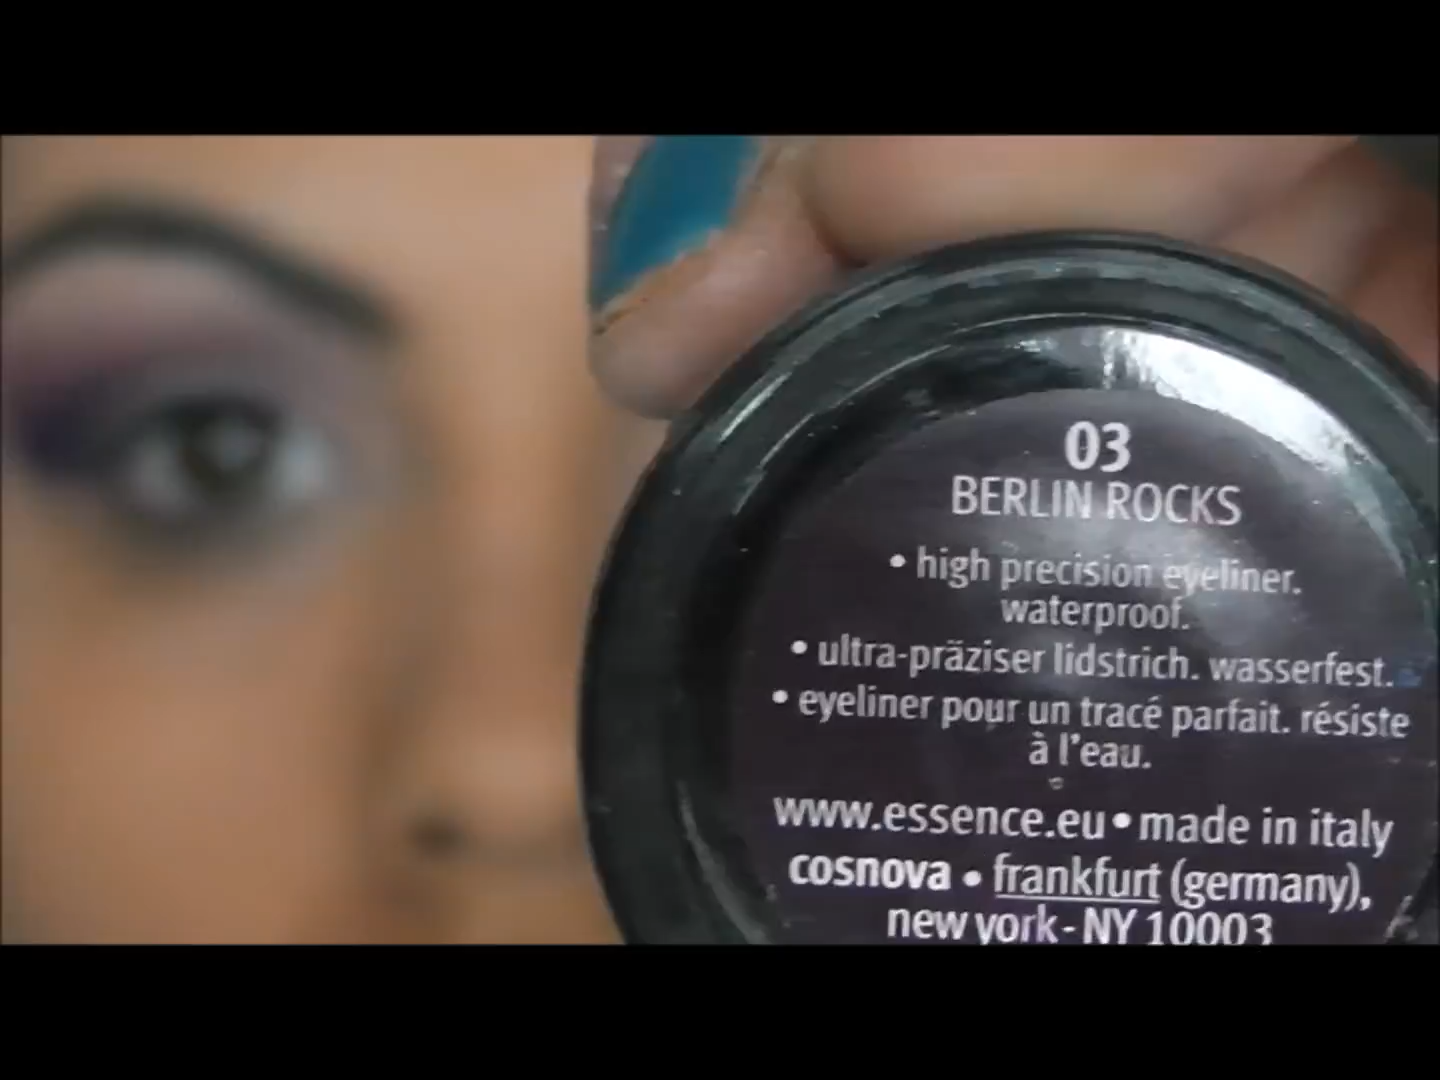 03
BERLIN ROCKS
• high precision eyeliner.
waterproof.
• ultra-präziser lidstrich. wasserfest.
• eyeliner pour un tracé parfait. résiste
à l'eau.
www.essence.eu • made in italy
cosnova • frankfurt (germany),
new york - NY 10003